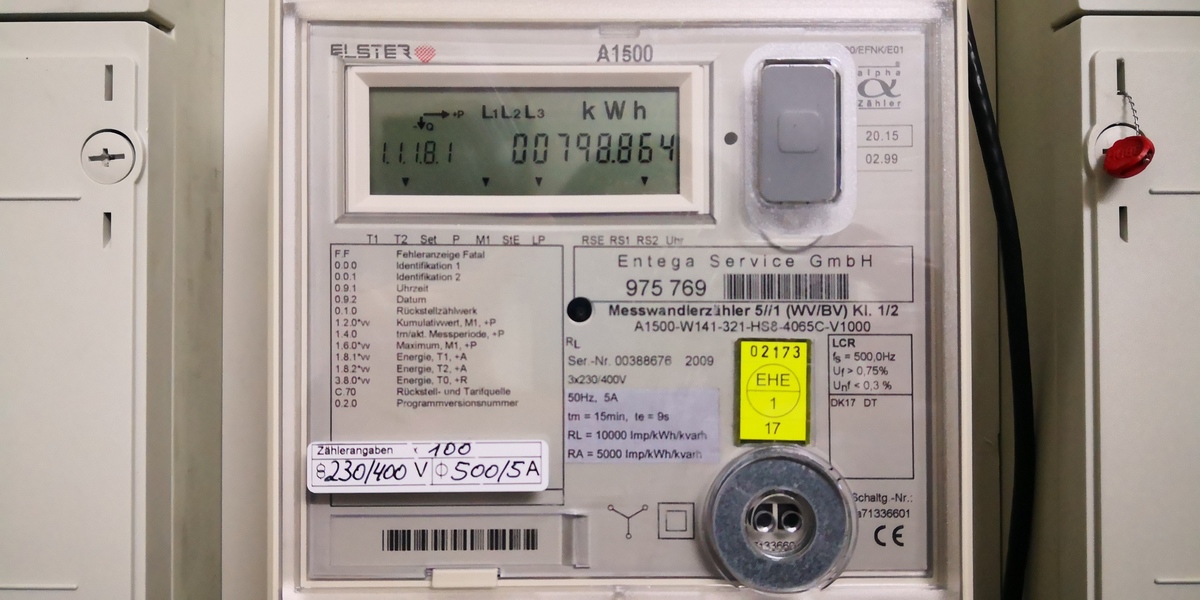 ELSTER
A1500
00/EFNK/E01
alpha
α
Zähler
20.15
02.99
+P L1 L2 L3 kWh
-Q
1.1.1.8.1 00798.864
T1 T2 Set P M1 StE LP RSE RS1 RS2 Uhr
F.F Fehleranzeige Fatal
0.0.0 Identifikation 1
0.0.1 Identifikation 2
0.9.1 Uhrzeit
0.9.2 Datum
0.1.0 Rückstellzählwerk
1.2.0*vv Kumulativwert, M1, +P
1.4.0 tm/akt. Messperiode, +P
1.6.0*vv Maximum, M1, +P
1.8.1*vv Energie, T1, +A
1.8.2*vv Energie, T2, +A
3.8.0*vv Energie, T0, +R
C.70 Rückstell- und Tarifquelle
0.2.0 Programmversionsnummer
Entega Service GmbH
975 769
Messwandlerzähler 5//1 (WV/BV) Kl. 1/2
A1500-W141-321-HS8-4065C-V1000
RL
Ser.-Nr. 00388676 2009
3x230/400V
50Hz, 5A
tm = 15min, te = 9s
RL = 10000 Imp/kWh/kvarh
RA = 5000 Imp/kWh/kvarh
02173
EHE
1
17
LCR
fs = 500,0Hz
Uf > 0,75%
Unf < 0,3 %
DK17 DT
Zählerangaben x 100
230/400 V 500/5 A
Schaltg.-Nr.:
a71336601
CE